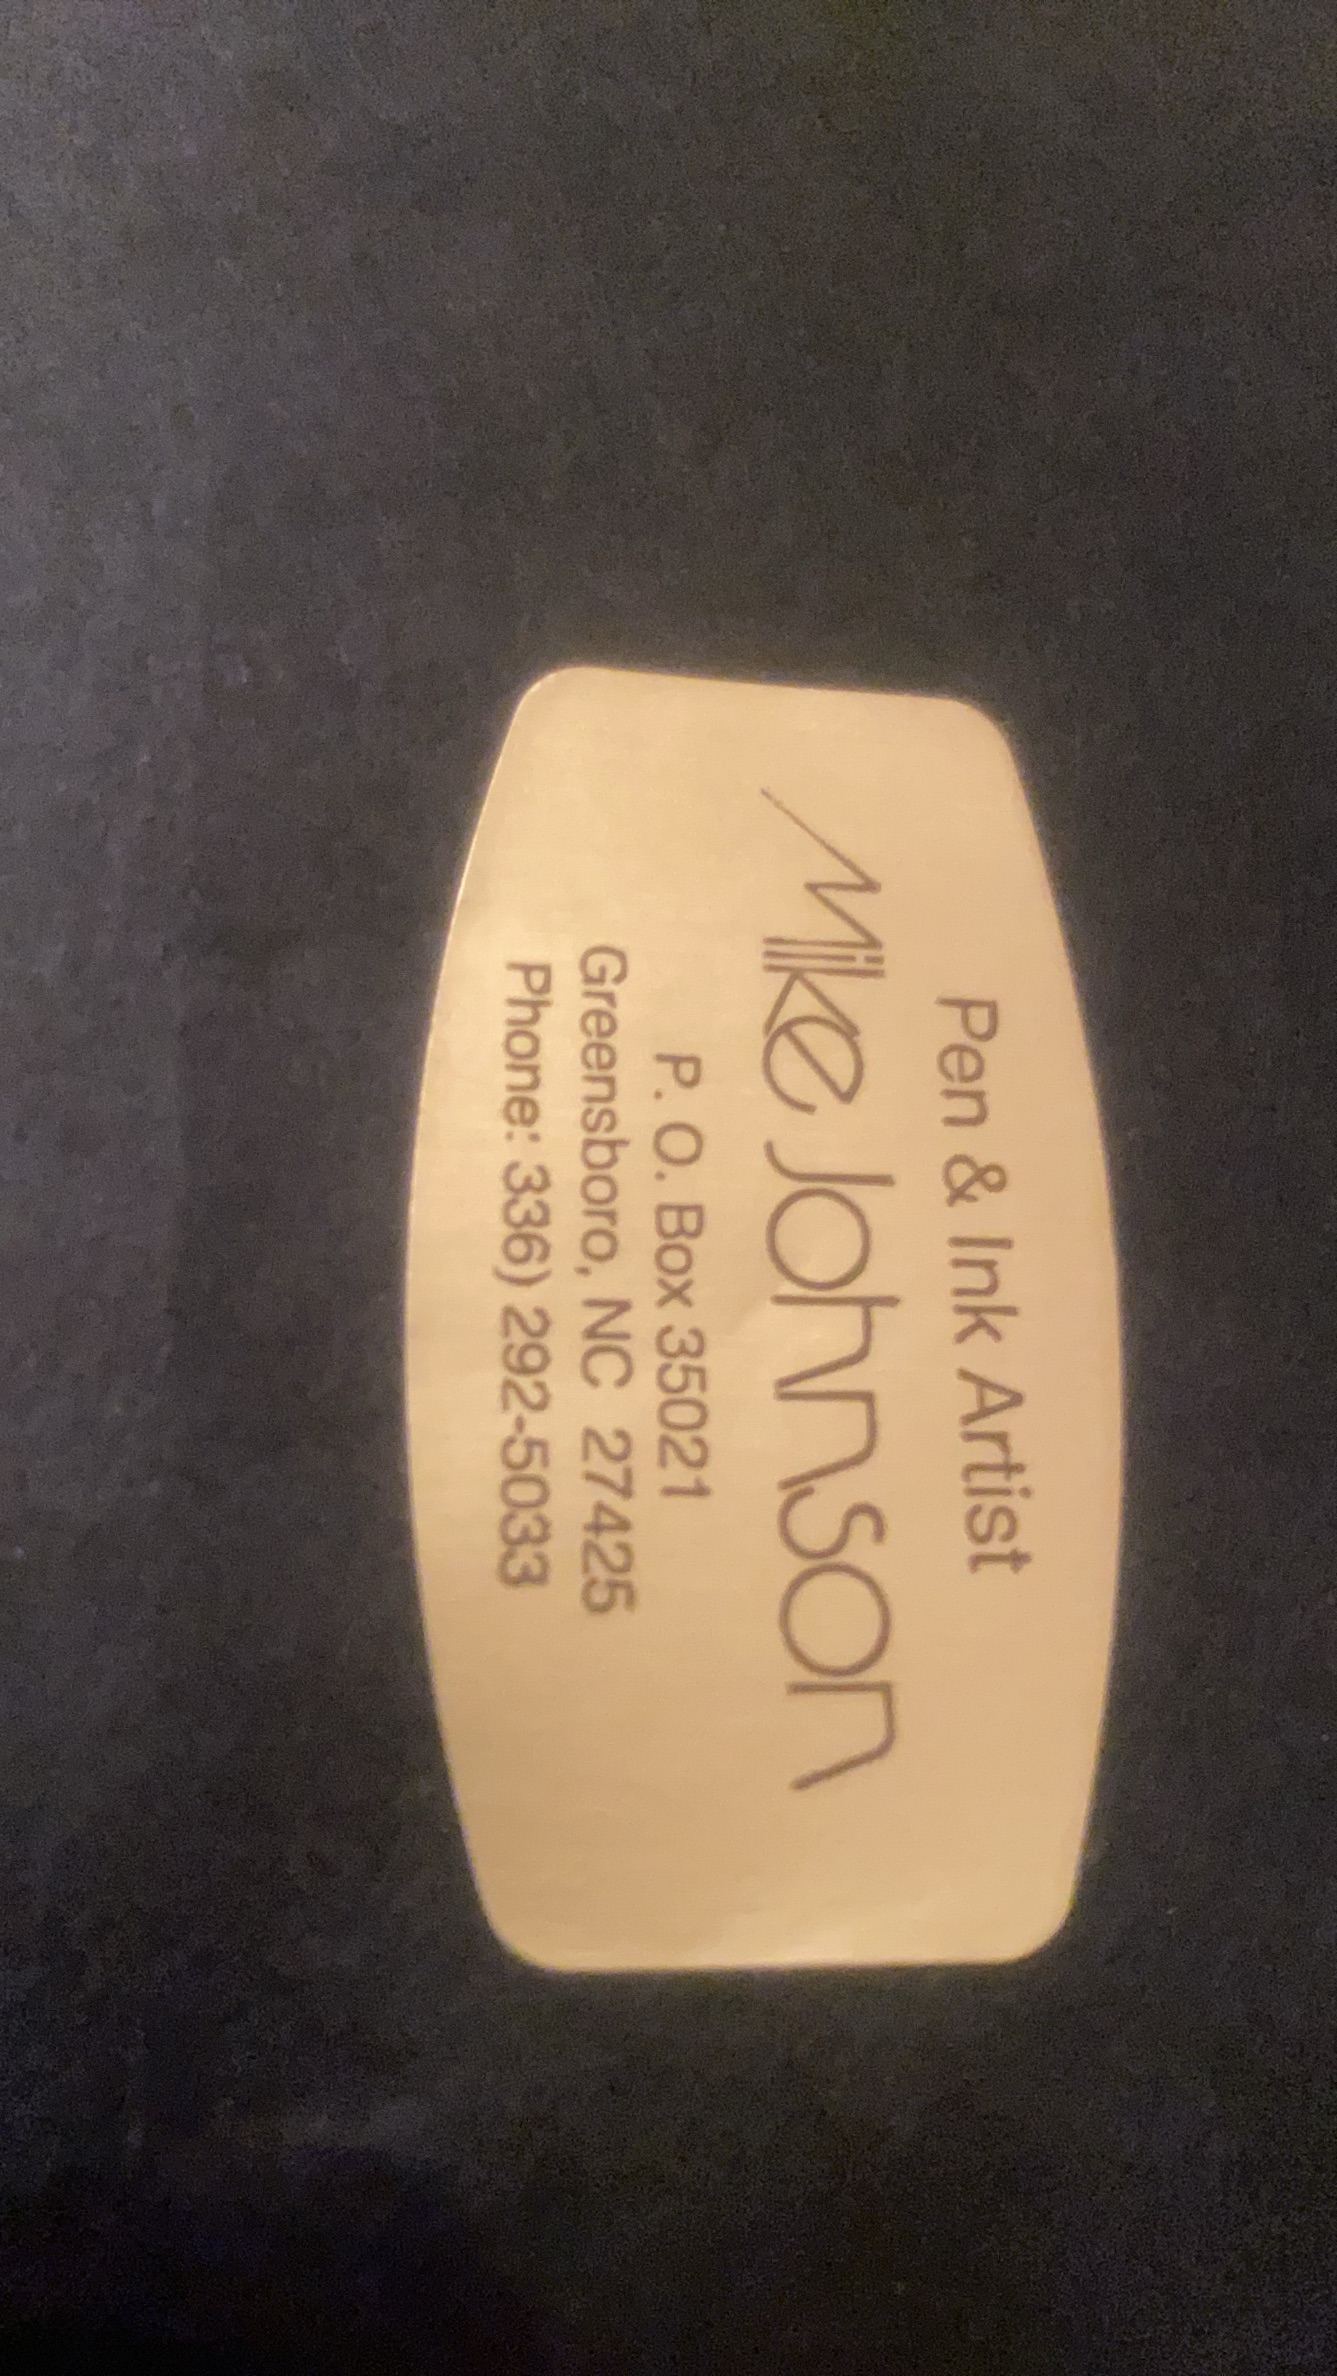 Pen & Ink Artist
Mike Johnson
P. O. Box 35021
Greensboro, NC 27425
Phone: 336) 292-5033